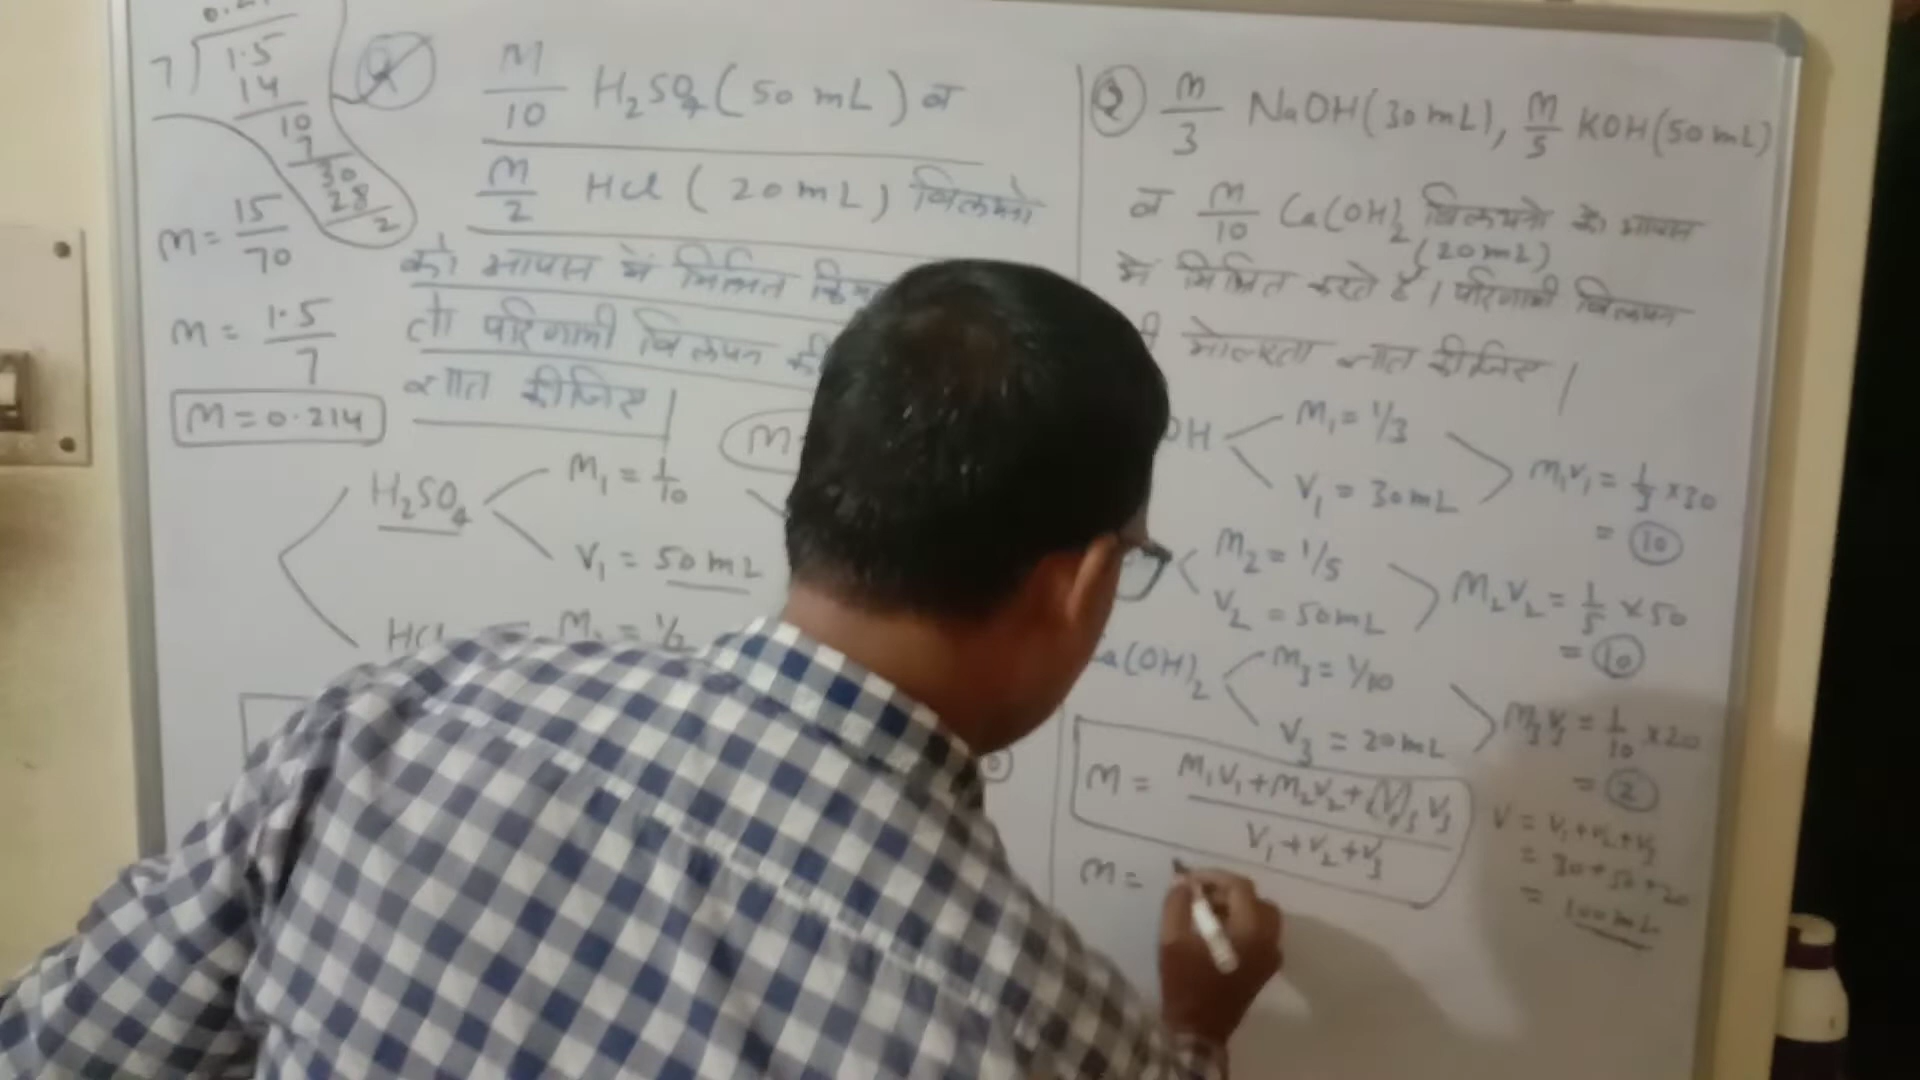 7) 1.5
14
10
7
30
28
2
M = 15/70
M = 1.5/7
M = 0.214
M/10 H₂SO₄ (50 mL) व
M/2 HCl ( 20 mL) विलयनो
को आपस में मिश्रित
तो परिणामी विलयन की
ज्ञात कीजिए |
H₂SO₄ M₁ = 1/10
V₁ = 50 mL
HCl = M₂ = 1/2
Q M/3 NaOH (30 mL), M/5 KOH (50 mL)
व M/10 Ca(OH)₂ विलयनो को आपस
(20 mL)
में मिश्रित करते है । परिणामी विलयन
की मोलरता ज्ञात कीजिए |
OH M₁ = 1/3
V₁ = 30 mL
M₁V₁ = 1/3 × 30
= 10
M₂ = 1/5
V₂ = 50 mL
M₂V₂ = 1/5 × 50
= 10
Ca(OH)₂ M₃ = 1/10
V₃ = 20 mL
M₃V₃ = 1/10 × 20
= 2
M = M₁V₁ + M₂V₂ + V₃
V₁ + V₂ + V₃
V = V₁ + V₂ + V₃
= 30 + 50 + 20
= 100 mL
M =